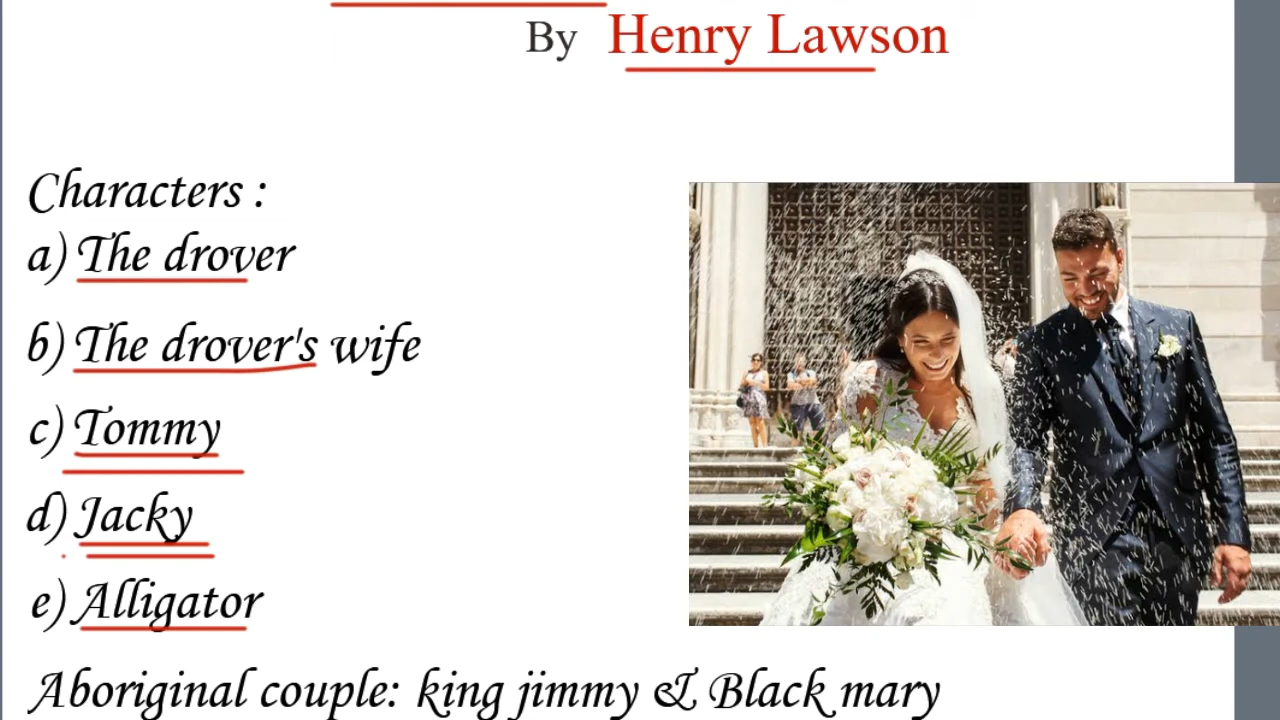 By Henry Lawson
Characters :
a) The drover
b) The drover's wife
c) Tommy
d) Jacky
e) Alligator
Aboriginal couple: king jimmy & Black mary